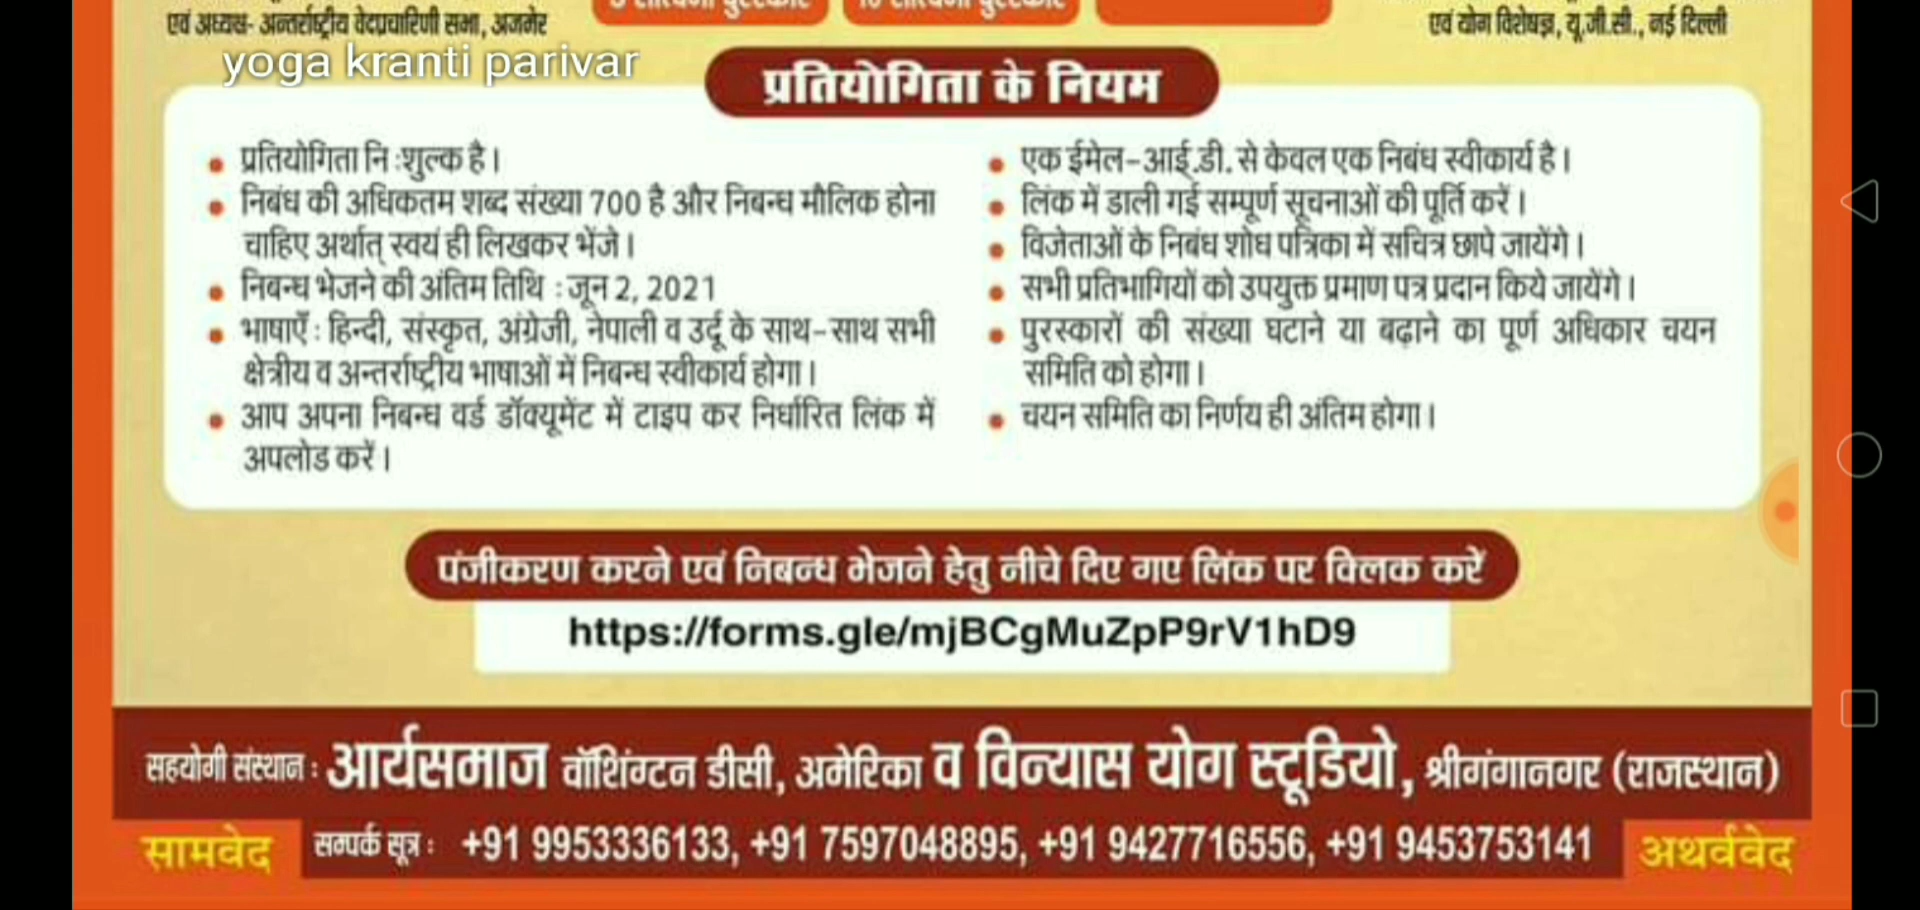 एवं अध्यक्ष- अन्तर्राष्ट्रीय वेदप्रचारिणी सभा, अजमेर
एवं योग विशेषज्ञ, यू.जी.सी., नई दिल्ली
yoga kranti parivar
प्रतियोगिता के नियम
• प्रतियोगिता नि :शुल्क है।
• निबंध की अधिकतम शब्द संख्या 700 है और निबन्ध मौलिक होना
चाहिए अर्थात् स्वयं ही लिखकर भेंजे।
• निबन्ध भेजने की अंतिम तिथि : जून 2, 2021
• भाषाएँ : हिन्दी, संस्कृत, अंग्रेजी, नेपाली व उर्दू के साथ-साथ सभी
क्षेत्रीय व अन्तर्राष्ट्रीय भाषाओं में निबन्ध स्वीकार्य होगा।
• आप अपना निबन्ध वर्ड डॉक्यूमेंट में टाइप कर निर्धारित लिंक में
अपलोड करें।
• एक ईमेल-आई.डी. से केवल एक निबंध स्वीकार्य है।
• लिंक में डाली गई सम्पूर्ण सूचनाओं की पूर्ति करें।
• विजेताओं के निबंध शोध पत्रिका में सचित्र छापे जायेंगे।
• सभी प्रतिभागियों को उपयुक्त प्रमाण पत्र प्रदान किये जायेंगे।
• पुरस्कारों की संख्या घटाने या बढ़ाने का पूर्ण अधिकार चयन
समिति को होगा।
• चयन समिति का निर्णय ही अंतिम होगा।
पंजीकरण करने एवं निबन्ध भेजने हेतु नीचे दिए गए लिंक पर क्लिक करें
https://forms.gle/mjBCgMuZpP9rV1hD9
सहयोगी संस्थान : आर्यसमाज वॉशिंग्टन डीसी, अमेरिका व विन्यास योग स्टूडियो, श्रीगंगानगर (राजस्थान)
सामवेद
सम्पर्क सूत्र : +91 9953336133, +91 7597048895, +91 9427716556, +91 9453753141
अथर्ववेद